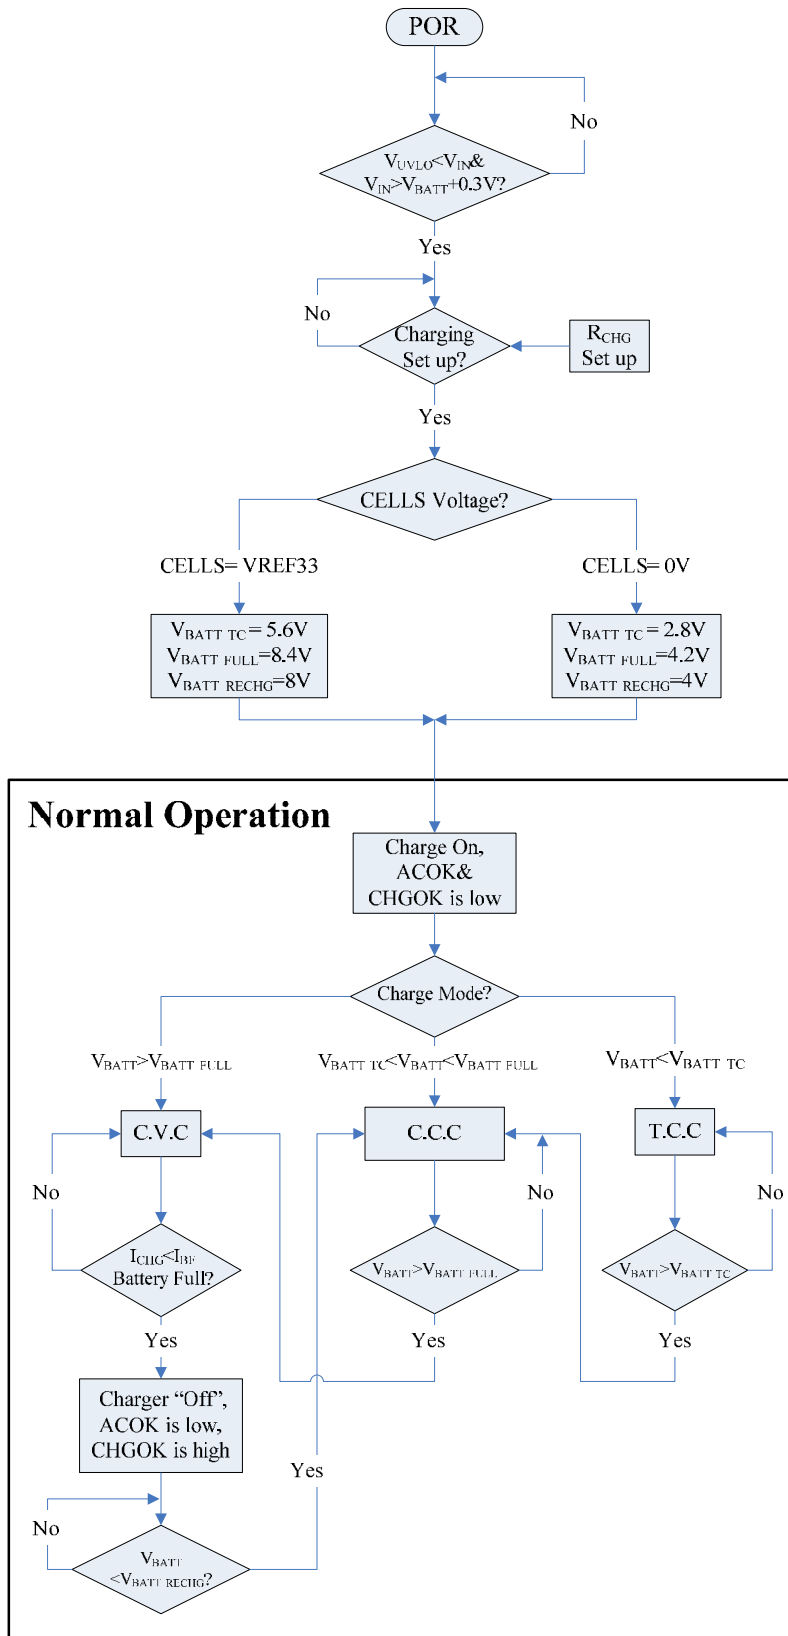 POR
No
VUVLO<VIN&
VIN>VBATT+0.3V?
Yes
No
Charging
Set up?
RCHG
Set up
Yes
CELLS Voltage?
CELLS= VREF33
CELLS= 0V
VBATT TC= 5.6V
VBATT FULL=8.4V
VBATT RECHG=8V
VBATT TC= 2.8V
VBATT FULL=4.2V
VBATT RECHG=4V
Normal Operation
Charge On,
ACOK&
CHGOK is low
Charge Mode?
VBATT>VBATT FULL
VBATT TC<VBATT<VBATT FULL
VBATT<VBATT TC
C.V.C
C.C.C
T.C.C
No
No
No
ICHG<IBF
Battery Full?
VBATT>VBATT FULL
VBATT>VBATT TC
Yes
Yes
Yes
Charger “Off”,
ACOK is low,
CHGOK is high
Yes
No
VBATT
<VBATT RECHG?